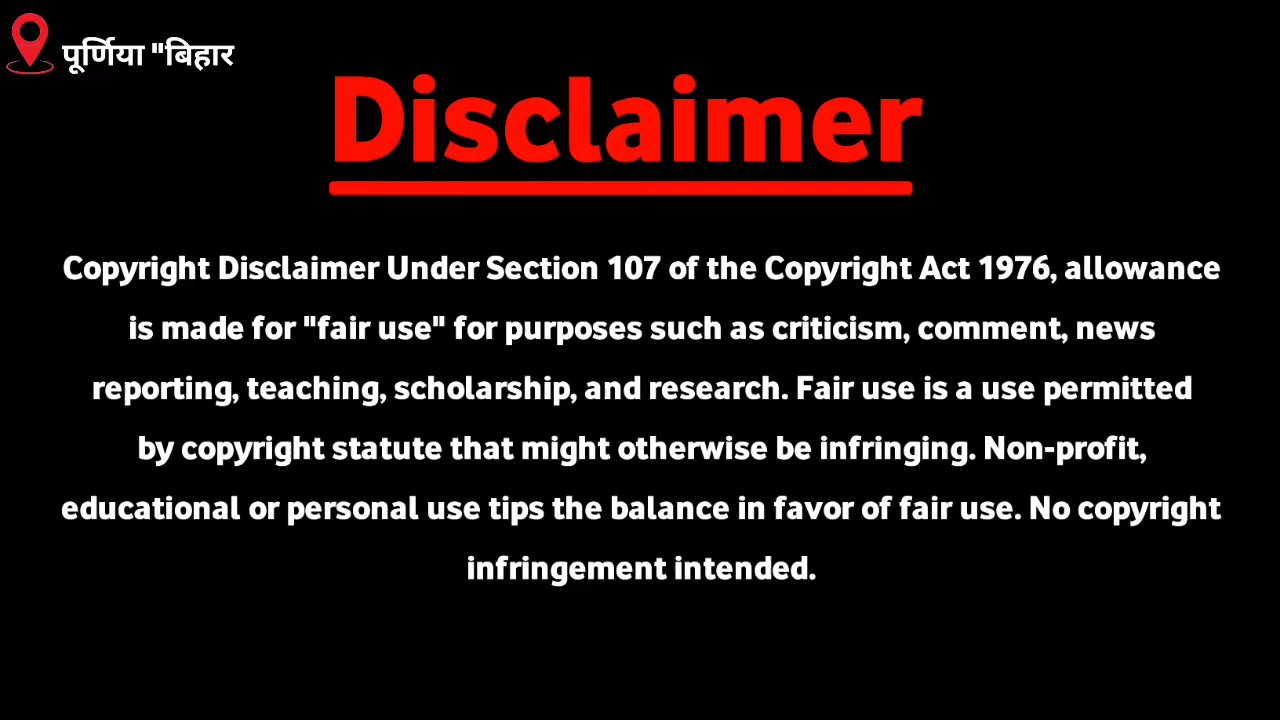 पूर्णिया "बिहार
Disclaimer
Copyright Disclaimer Under Section 107 of the Copyright Act 1976, allowance
is made for "fair use" for purposes such as criticism, comment, news
reporting, teaching, scholarship, and research. Fair use is a use permitted
by copyright statute that might otherwise be infringing. Non-profit,
educational or personal use tips the balance in favor of fair use. No copyright
infringement intended.